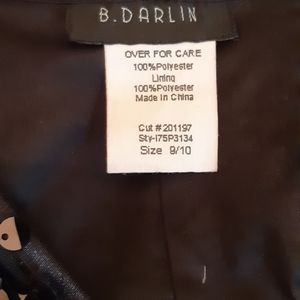 B.DARLIN
OVER FOR CARE
100%Polyester
Lining
100%Polyester
Made in China
Cut #201197
Sty-I75P3134
Size 9/10